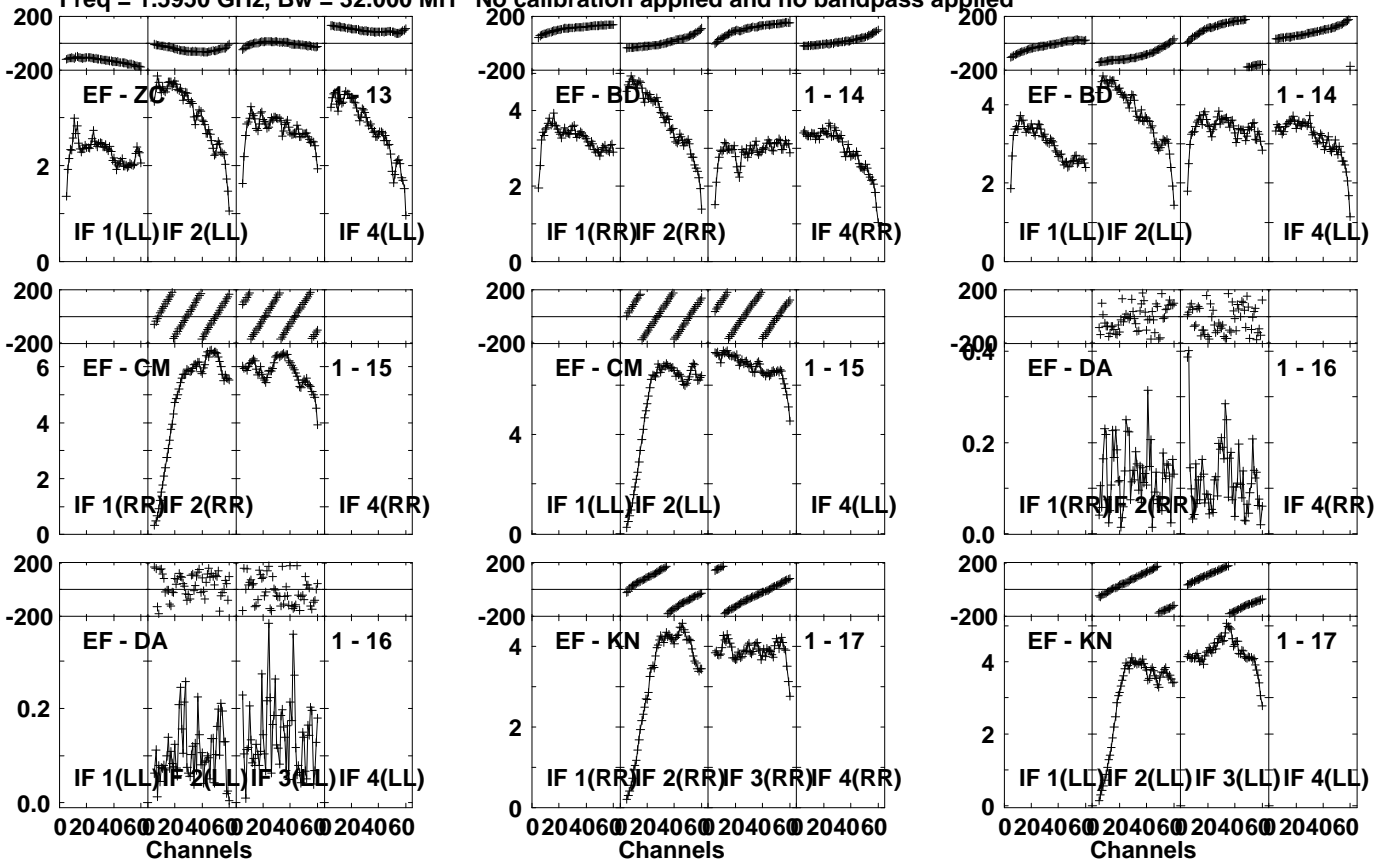 Freq = 1.5950 GHz, Bw = 32.000 MH No calibration applied and no bandpass applied
200
-200
EF - ZC
1 - 13
2
0
IF 1(LL) IF 2(LL) IF 4(LL)
200
-200
EF - BD
1 - 14
4
2
0
IF 1(RR) IF 2(RR) IF 4(RR)
200
-200
EF - BD
1 - 14
4
2
0
IF 1(LL) IF 2(LL) IF 4(LL)
200
-200
EF - CM
1 - 15
6
4
2
0
IF 1(RR) IF 2(RR) IF 4(RR)
200
-200
EF - CM
1 - 15
4
0
IF 1(LL) IF 2(LL) IF 4(LL)
200
-200
0.4
EF - DA
1 - 16
0.2
0.0
IF 1(RR) IF 2(RR) IF 4(RR)
200
-200
EF - DA
1 - 16
0.2
0.0
IF 1(LL) IF 2(LL) IF 3(LL) IF 4(LL)
0 20 40 60 0 20 40 60 0 20 40 60 0 20 40 60
Channels
200
-200
EF - KN
1 - 17
4
2
0
IF 1(RR) IF 2(RR) IF 3(RR) IF 4(RR)
0 20 40 60 0 20 40 60 0 20 40 60 0 20 40 60
Channels
200
-200
EF - KN
1 - 17
4
2
0
IF 1(LL) IF 2(LL) IF 3(LL) IF 4(LL)
0 20 40 60 0 20 40 60 0 20 40 60 0 20 40 60
Channels